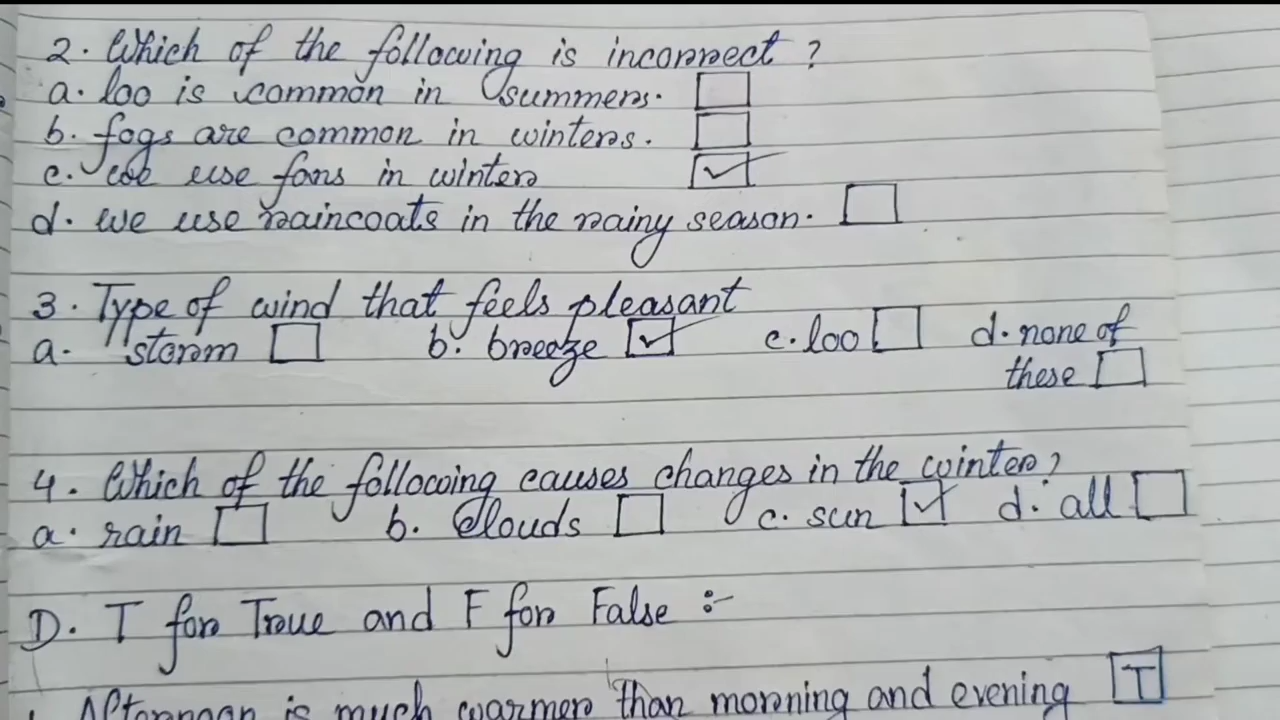 2. Which of the following is incorrect ?
a. loo is common in summers.
b. fogs are common in winters.
c. we use fans in winter
d. we use raincoats in the rainy season.
3. Type of wind that feels pleasant
a. storm b. breeze c. loo d. none of
these
4. Which of the following causes changes in the winter?
a. rain b. Clouds c. sun d. all
D. T for True and F for False :-
1. Afternoon is much warmer than morning and evening T